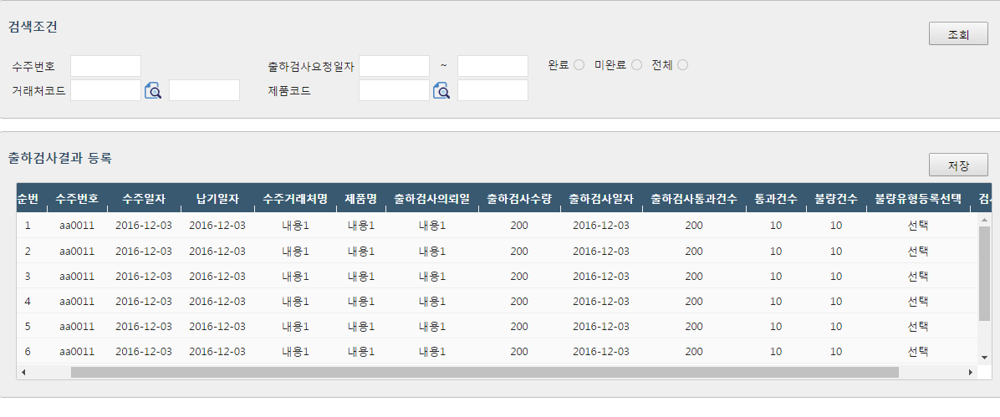 검색조건
조회
수주번호 출하검사요청일자 ~ 완료 미완료 전체
거래처코드 제품코드
출하검사결과 등록
저장
순번 수주번호 수주일자 납기일자 수주거래처명 제품명 출하검사의뢰일 출하검사수량 출하검사일자 출하검사통과건수 통과건수 불량건수 불량유형등록선택
1 aa0011 2016-12-03 2016-12-03 내용1 내용1 내용1 200 2016-12-03 200 10 10 선택
2 aa0011 2016-12-03 2016-12-03 내용1 내용1 내용1 200 2016-12-03 200 10 10 선택
3 aa0011 2016-12-03 2016-12-03 내용1 내용1 내용1 200 2016-12-03 200 10 10 선택
4 aa0011 2016-12-03 2016-12-03 내용1 내용1 내용1 200 2016-12-03 200 10 10 선택
5 aa0011 2016-12-03 2016-12-03 내용1 내용1 내용1 200 2016-12-03 200 10 10 선택
6 aa0011 2016-12-03 2016-12-03 내용1 내용1 내용1 200 2016-12-03 200 10 10 선택